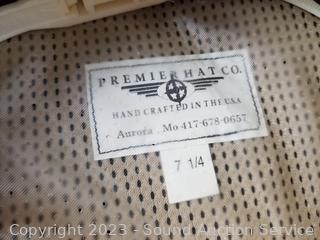 PREMIER HAT CO.
HAND CRAFTED IN THE U.S.A
Aurora, Mo 417-678-0657
7 1/4
Copyright 2023 - Sound Auction Service